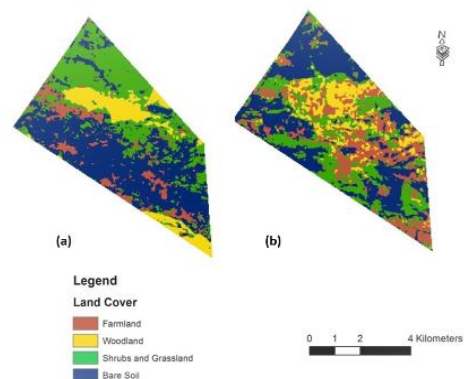 N
(a)
(b)
Legend
Land Cover
Farmland
Woodland
Shrubs and Grassland
Bare Soil
0 1 2 4 Kilometers